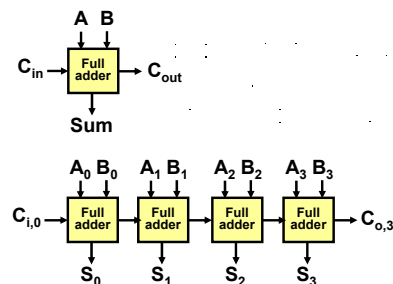 A B
C_in Full adder C_out
Sum
A_0 B_0 A_1 B_1 A_2 B_2 A_3 B_3
C_i,0 Full adder Full adder Full adder Full adder C_o,3
S_0 S_1 S_2 S_3